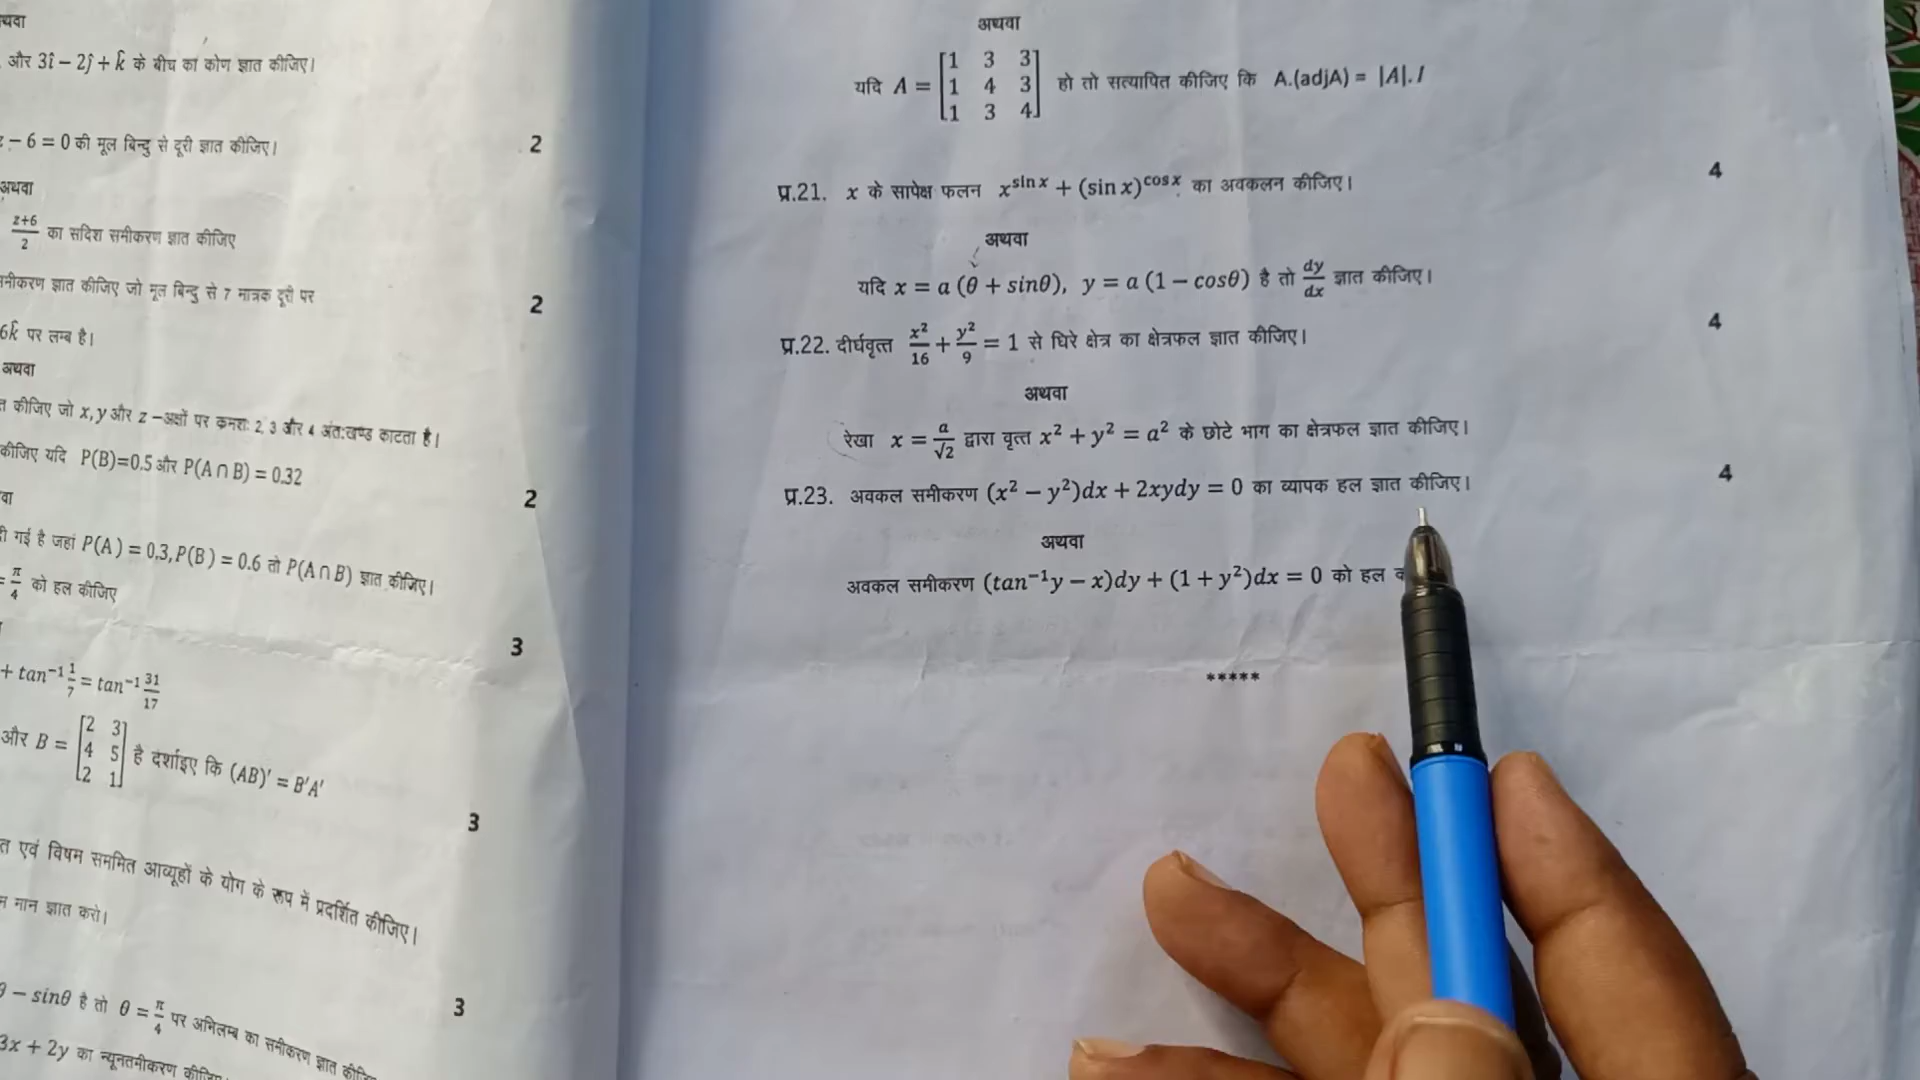 अथवा
और 3î − 2ĵ + k̂ के बीच का कोण ज्ञात कीजिए।
− 6 = 0 की मूल बिन्दु से दूरी ज्ञात कीजिए। 2
अथवा
(z+6)/2 का सदिश समीकरण ज्ञात कीजिए
समीकरण ज्ञात कीजिए जो मूल बिन्दु से 7 मात्रक दूरी पर 2
6k̂ पर लम्ब है।
अथवा
कीजिए जो x, y और z −अक्षों पर क्रमशः 2, 3 और 4 अंतःखण्ड काटता है।
कीजिए यदि P(B)=0.5 और P(A ∩ B) = 0.32
2
गई है जहां P(A) = 0.3, P(B) = 0.6 तो P(A ∩ B) ज्ञात कीजिए।
= π/4 को हल कीजिए
3
+ tan⁻¹ 1/7 = tan⁻¹ 31/17
और B = [2 3; 4 5; 2 1] है दर्शाइए कि (AB)′ = B′A′
3
एवं विषम सममित आव्यूहों के योग के रूप में प्रदर्शित कीजिए।
मान ज्ञात करो।
− sinθ है तो θ = π/4 पर अभिलम्ब का समीकरण ज्ञात 3
3x + 2y का न्यूनतमीकरण
अथवा
यदि A = [1 3 3; 1 4 3; 1 3 4] हो तो सत्यापित कीजिए कि A.(adjA) = |A|. I
प्र.21. x के सापेक्ष फलन x^(sin x) + (sin x)^(cos x) का अवकलन कीजिए। 4
अथवा
यदि x = a (θ + sinθ), y = a (1 − cosθ) है तो dy/dx ज्ञात कीजिए।
प्र.22. दीर्घवृत्त x²/16 + y²/9 = 1 से घिरे क्षेत्र का क्षेत्रफल ज्ञात कीजिए। 4
अथवा
रेखा x = a/√2 द्वारा वृत्त x² + y² = a² के छोटे भाग का क्षेत्रफल ज्ञात कीजिए।
प्र.23. अवकल समीकरण (x² − y²)dx + 2xydy = 0 का व्यापक हल ज्ञात कीजिए। 4
अथवा
अवकल समीकरण (tan⁻¹y − x)dy + (1 + y²)dx = 0 को हल
*****